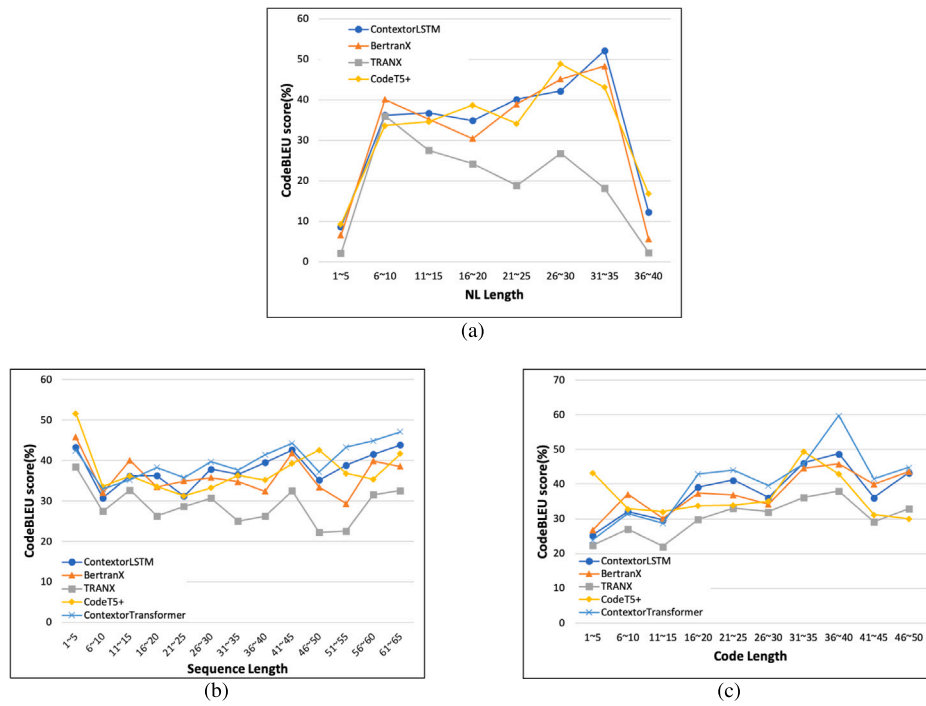 60
50
40
30
20
10
0
CodeBLEU score(%)
ContextorLSTM
BertranX
TRANX
CodeT5+
1~5 6~10 11~15 16~20 21~25 26~30 31~35 36~40
NL Length
(a)
60
50
40
30
20
10
0
CodeBLEU score(%)
ContextorLSTM
BertranX
TRANX
CodeT5+
ContextorTransformer
1~5 6~10 11~15 16~20 21~25 26~30 31~35 36~40 41~45 46~50 51~55 56~60 61~65
Sequence Length
(b)
70
60
50
40
30
20
10
0
CodeBLEU score(%)
ContextorLSTM
BertranX
TRANX
CodeT5+
ContextorTransformer
1~5 6~10 11~15 16~20 21~25 26~30 31~35 36~40 41~45 46~50
Code Length
(c)